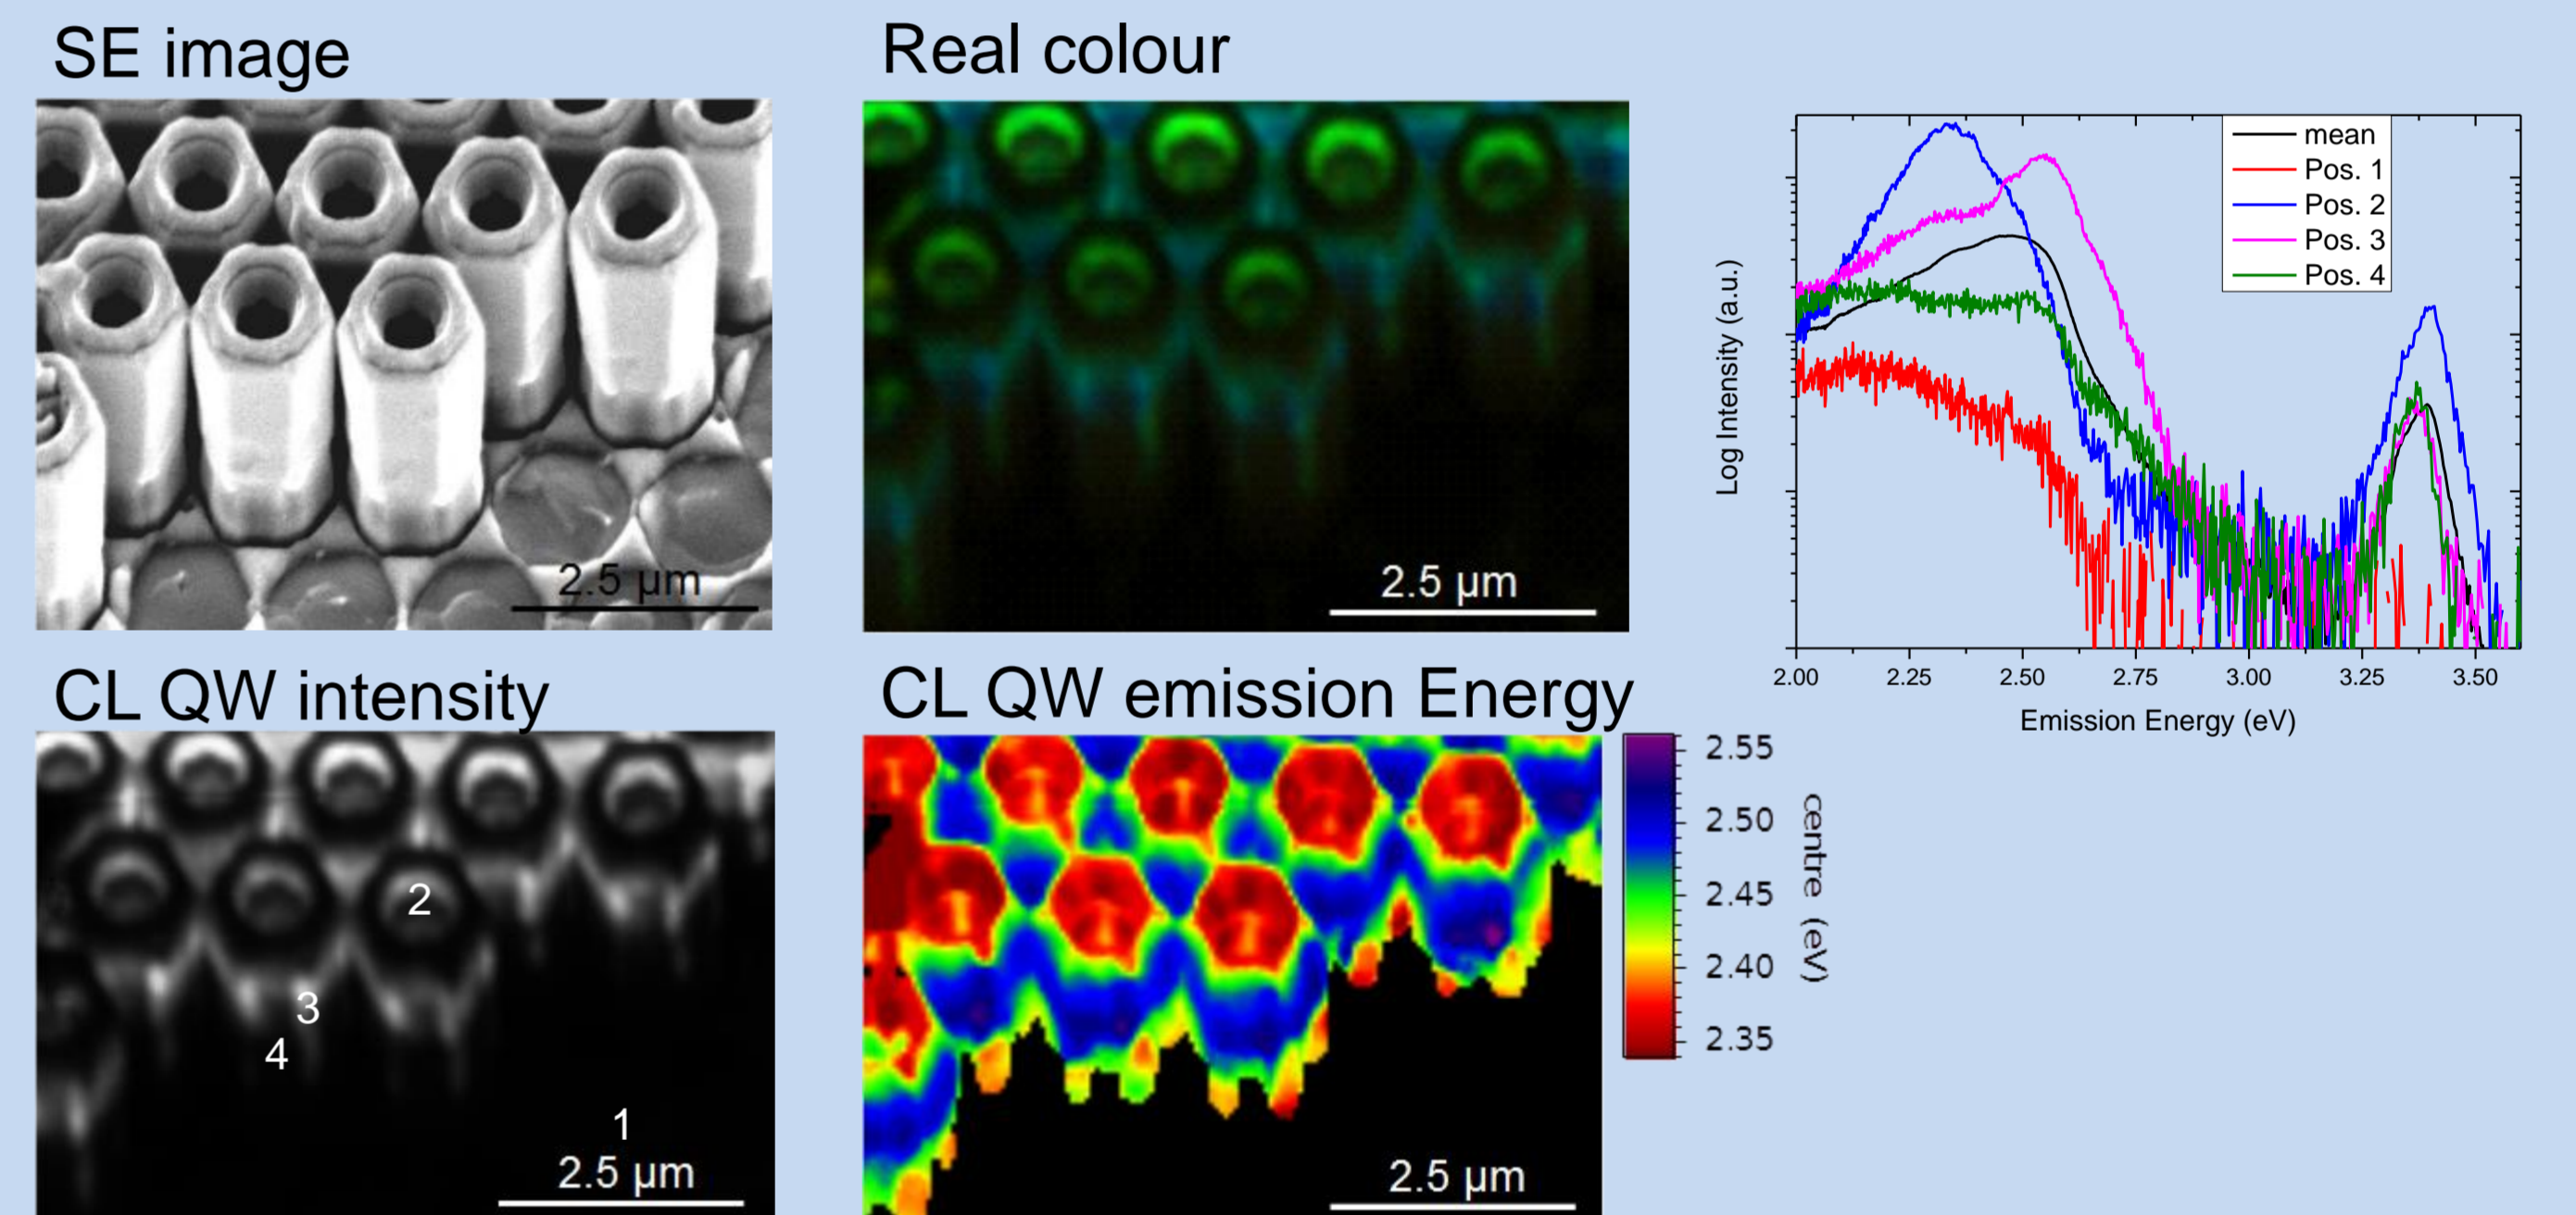 SE image
2.5 µm
Real colour
2.5 µm
mean
Pos. 1
Pos. 2
Pos. 3
Pos. 4
Log Intensity (a.u.)
2.00 2.25 2.50 2.75 3.00 3.25 3.50
Emission Energy (eV)
CL QW intensity
2
3
4
1
2.5 µm
CL QW emission Energy
2.5 µm
2.55
2.50
2.45
2.40
2.35
centre (eV)